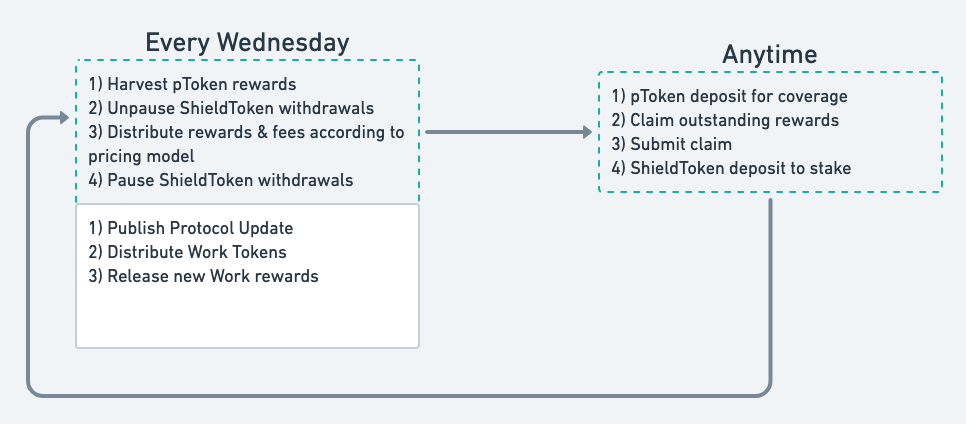 Every Wednesday
1) Harvest pToken rewards
2) Unpause ShieldToken withdrawals
3) Distribute rewards & fees according to
pricing model
4) Pause ShieldToken withdrawals
1) Publish Protocol Update
2) Distribute Work Tokens
3) Release new Work rewards
Anytime
1) pToken deposit for coverage
2) Claim outstanding rewards
3) Submit claim
4) ShieldToken deposit to stake